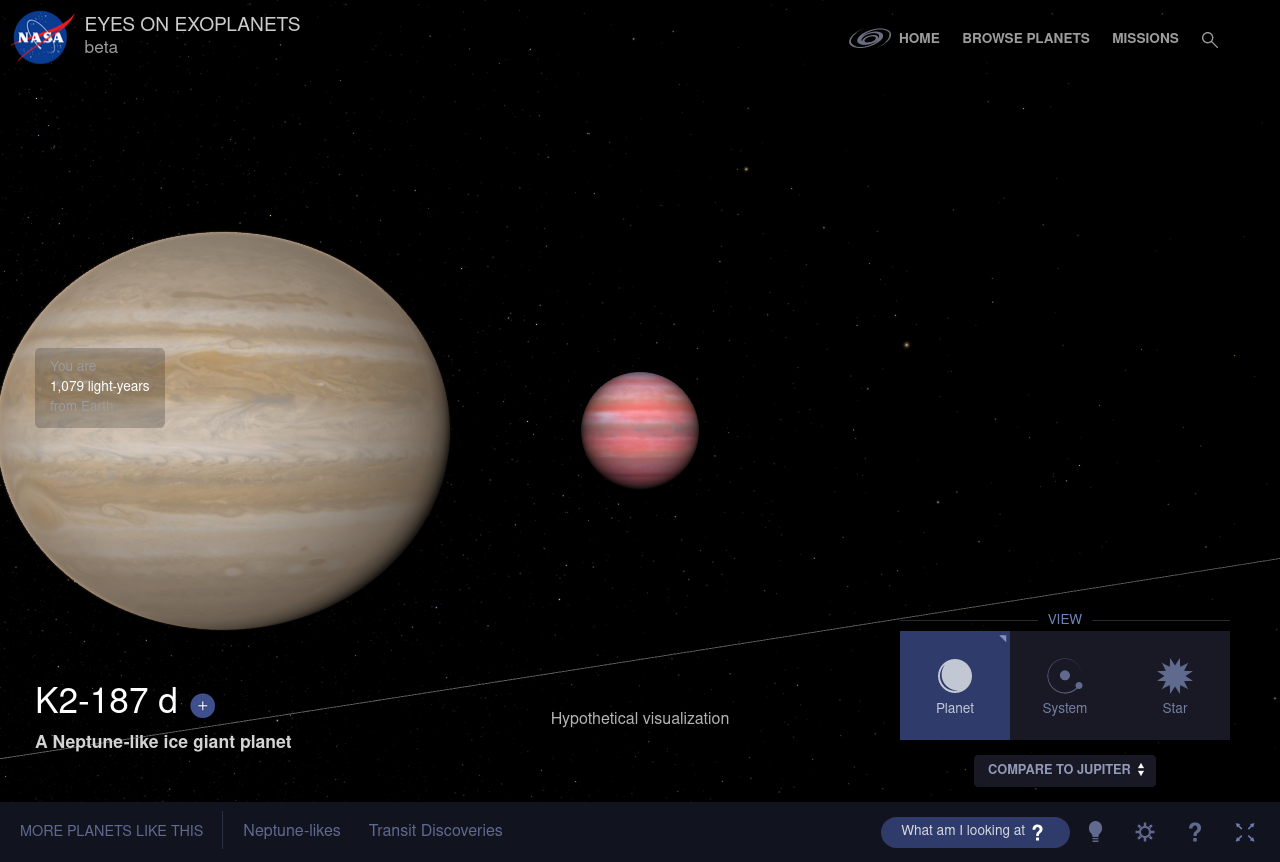 NASA
EYES ON EXOPLANETS
beta
HOME
BROWSE PLANETS
MISSIONS
You are
1,079 light-years
from Earth
VIEW
Planet
System
Star
K2-187 d +
A Neptune-like ice giant planet
Hypothetical visualization
COMPARE TO JUPITER
MORE PLANETS LIKE THIS
Neptune-likes
Transit Discoveries
What am I looking at ?
?